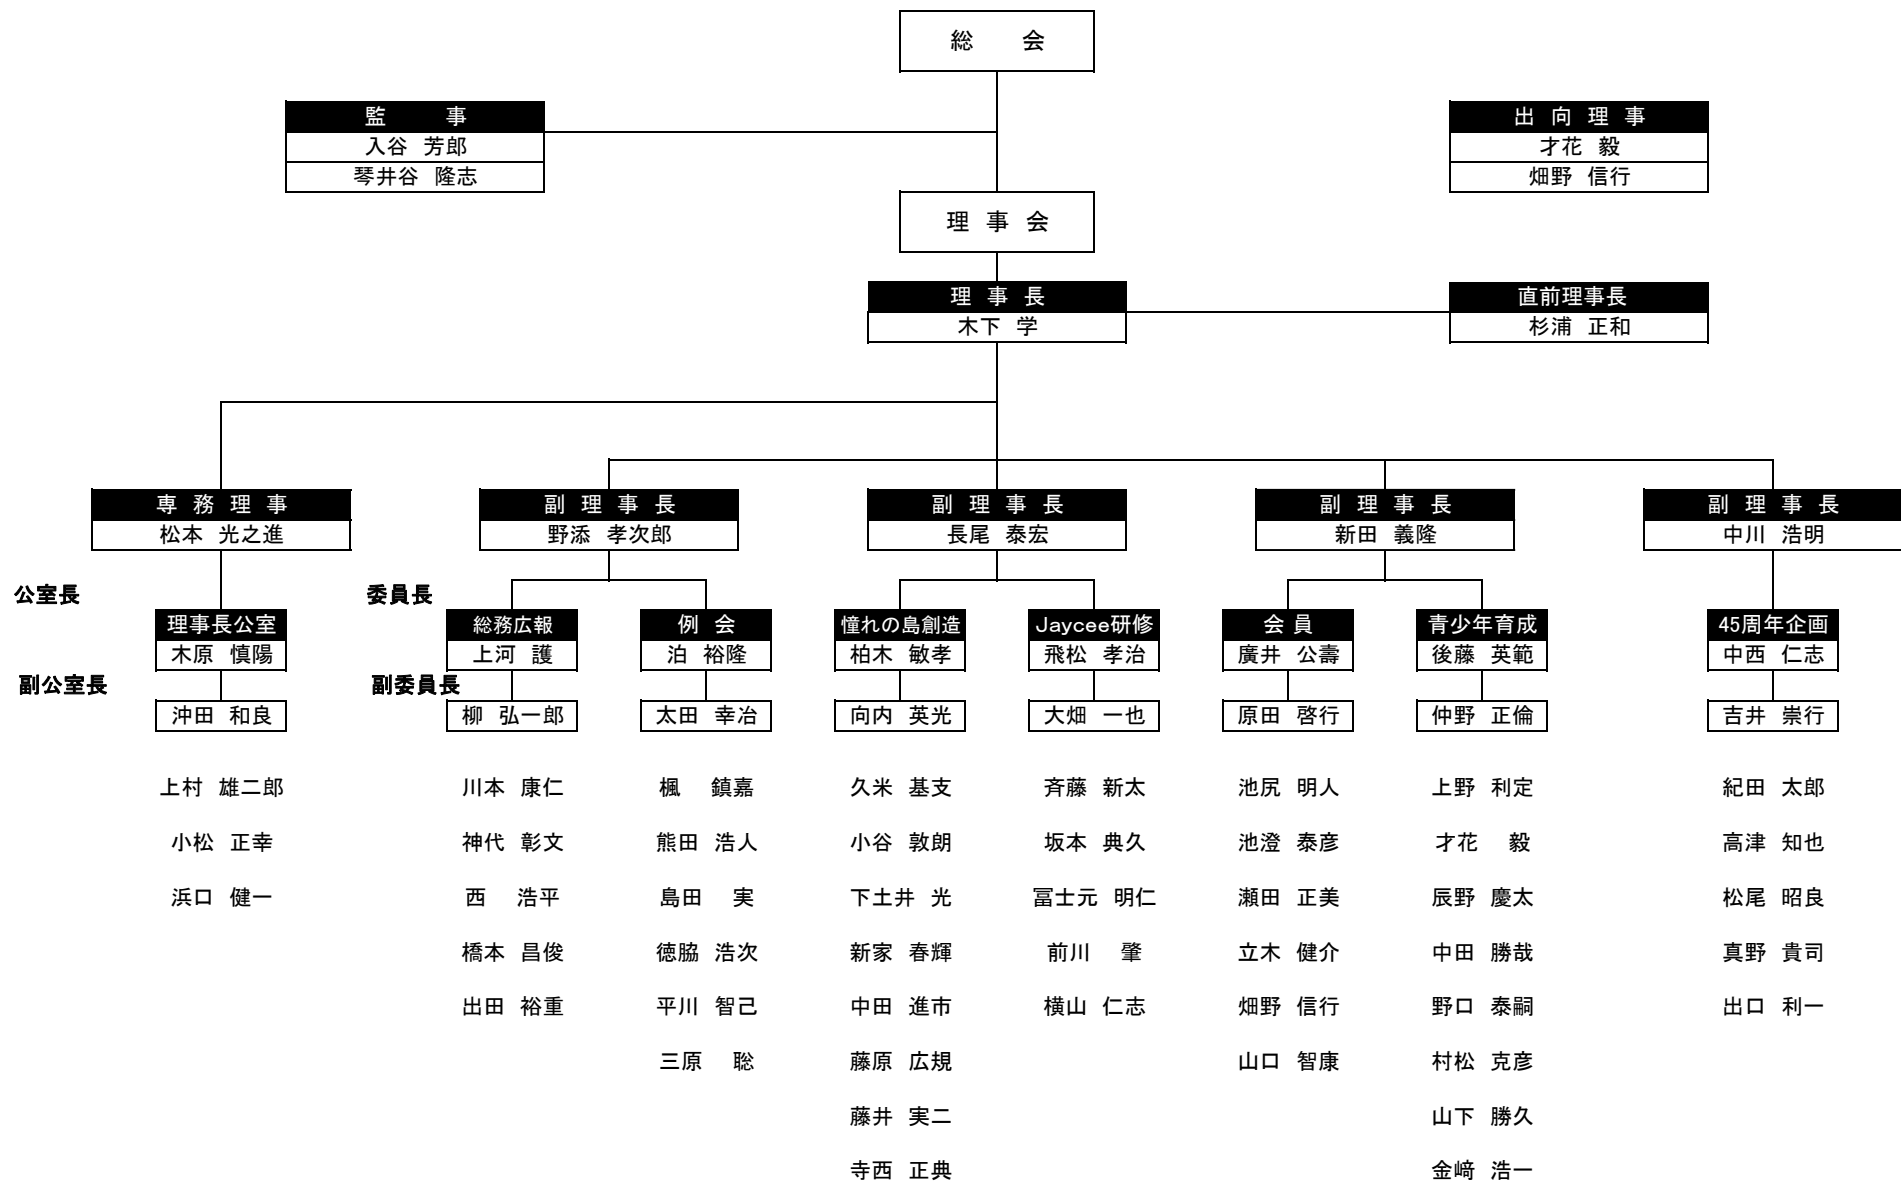 総 会
監 事
出 向 理 事
入谷 芳郎
才花 毅
琴井谷 隆志
畑野 信行
理 事 会
理 事 長
直前理事長
木下 学
杉浦 正和
専 務 理 事 副 理 事 長 副 理 事 長 副 理 事 長 副 理 事 長
松本 光之進 野添 孝次郎 長尾 泰宏 新田 義隆 中川 浩明
公室長 委員長
理事長公室 総務広報 例 会 憧れの島創造 Jaycee研修 会 員 青少年育成 45周年企画
木原 慎陽 上河 護 泊 裕隆 柏木 敏孝 飛松 孝治 廣井 公壽 後藤 英範 中西 仁志
副公室長 副委員長
沖田 和良 柳 弘一郎 太田 幸冶 向内 英光 大畑 一也 原田 啓行 仲野 正倫 吉井 崇行
上村 雄二郎 川本 康仁 楓 鎮嘉 久米 基支 斉藤 新太 池尻 明人 上野 利定 紀田 太郎
小松 正幸 神代 彰文 熊田 浩人 小谷 敦朗 坂本 典久 池澄 泰彦 才花 毅 高津 知也
浜口 健一 西 浩平 島田 実 下土井 光 冨士元 明仁 瀬田 正美 辰野 慶太 松尾 昭良
橋本 昌俊 徳脇 浩次 新家 春輝 前川 肇 立木 健介 中田 勝哉 真野 貴司
出田 裕重 平川 智己 中田 進市 横山 仁志 畑野 信行 野口 泰嗣 出口 利一
三原 聡 藤原 広規 山口 智康 村松 克彦
藤井 実二 山下 勝久
寺西 正典 金﨑 浩一